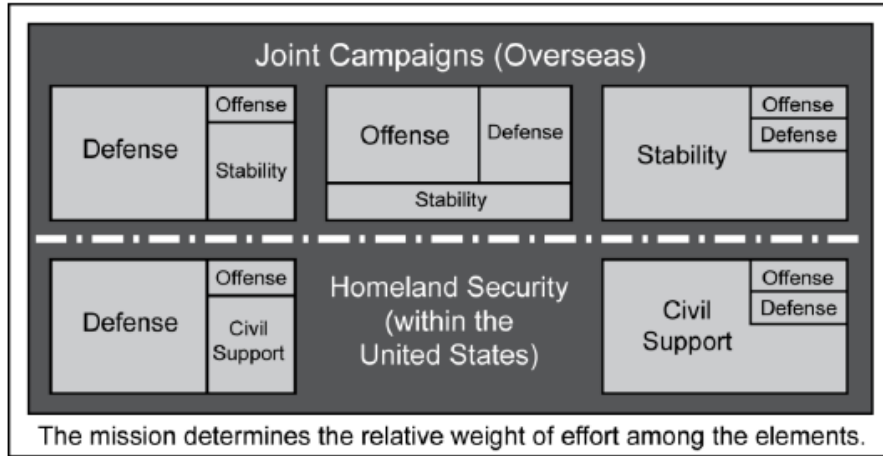 Joint Campaigns (Overseas)
Defense
Offense
Stability
Offense
Defense
Stability
Stability
Offense
Defense
Defense
Offense
Civil
Support
Homeland Security
(within the
United States)
Civil
Support
Offense
Defense
The mission determines the relative weight of effort among the elements.